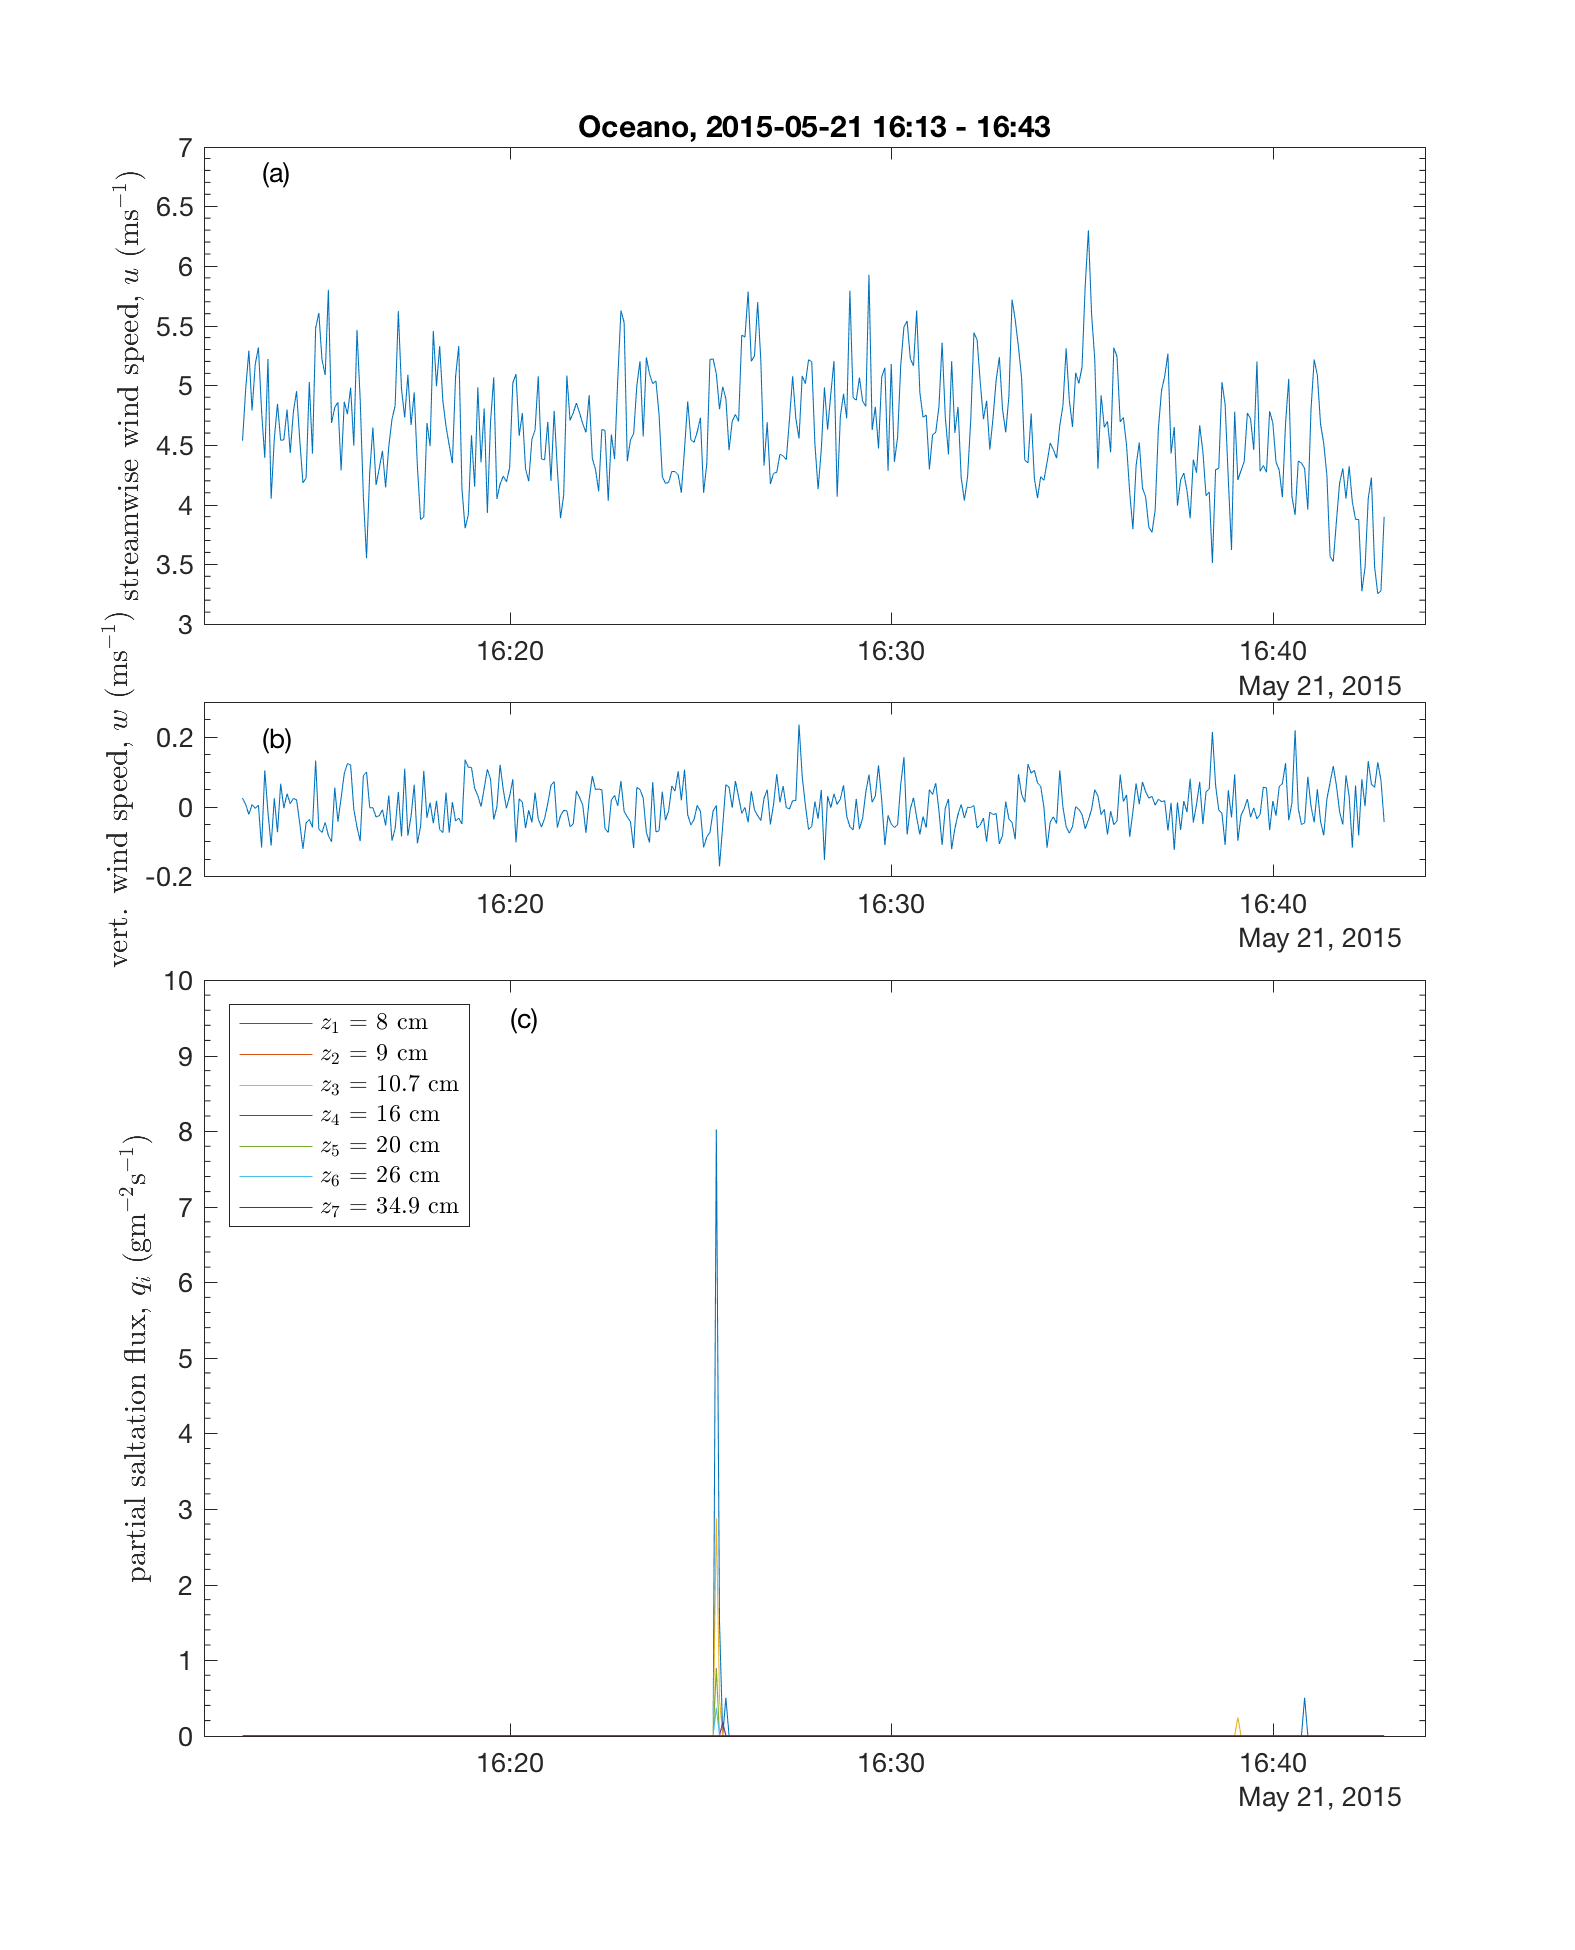 Oceano, 2015-05-21 16:13 - 16:43
(a)
streamwise wind speed, u (ms⁻¹)
7
6.5
6
5.5
5
4.5
4
3.5
3
16:20 16:30 16:40
May 21, 2015
(b)
vert. wind speed, w (ms⁻¹)
0.2
0
-0.2
16:20 16:30 16:40
May 21, 2015
(c)
partial saltation flux, qᵢ (gm⁻²s⁻¹)
10
9
8
7
6
5
4
3
2
1
0
z₁ = 8 cm
z₂ = 9 cm
z₃ = 10.7 cm
z₄ = 16 cm
z₅ = 20 cm
z₆ = 26 cm
z₇ = 34.9 cm
16:20 16:30 16:40
May 21, 2015